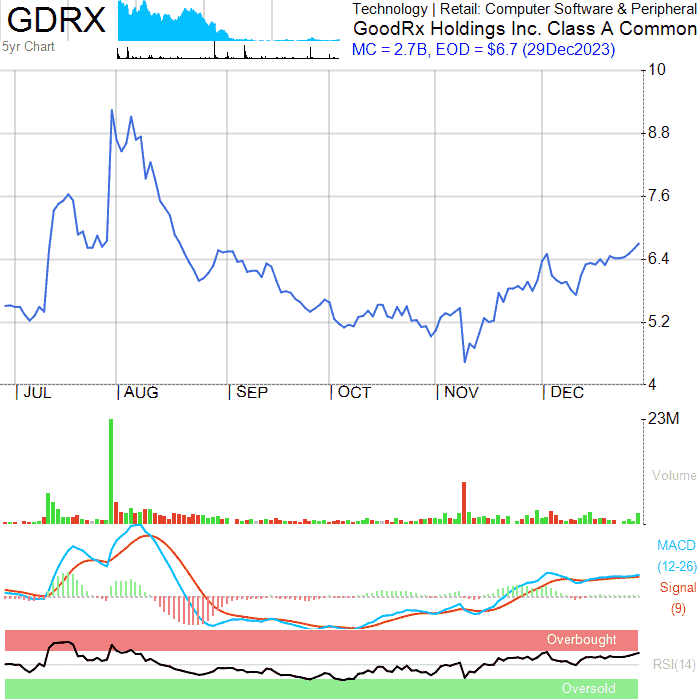 GDRX
5yr Chart
Technology | Retail: Computer Software & Peripheral
GoodRx Holdings Inc. Class A Common
MC = 2.7B, EOD = $6.7 (29Dec2023)
10
8.8
7.6
6.4
5.2
4
| JUL | AUG | SEP | OCT | NOV | DEC
23M
Volume
MACD
(12-26)
Signal
(9)
Overbought
RSI(14)
Oversold